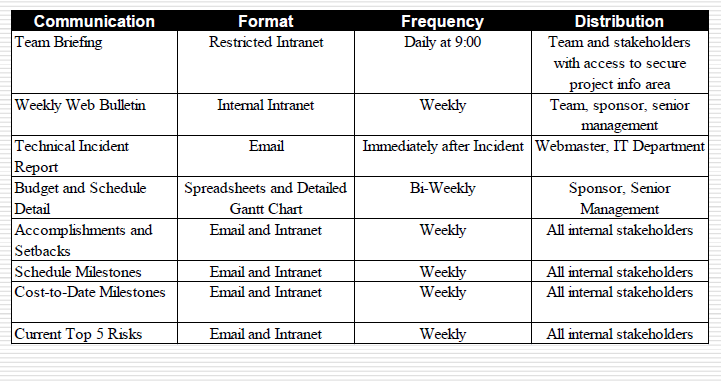 Communication Format Frequency Distribution
Team Briefing Restricted Intranet Daily at 9:00 Team and stakeholders
with access to secure
project info area
Weekly Web Bulletin Internal Intranet Weekly Team, sponsor, senior
management
Technical Incident Email Immediately after Incident Webmaster, IT Department
Report
Budget and Schedule Spreadsheets and Detailed Bi-Weekly Sponsor, Senior
Detail Gantt Chart Management
Accomplishments and Email and Intranet Weekly All internal stakeholders
Setbacks
Schedule Milestones Email and Intranet Weekly All internal stakeholders
Cost-to-Date Milestones Email and Intranet Weekly All internal stakeholders
Current Top 5 Risks Email and Intranet Weekly All internal stakeholders